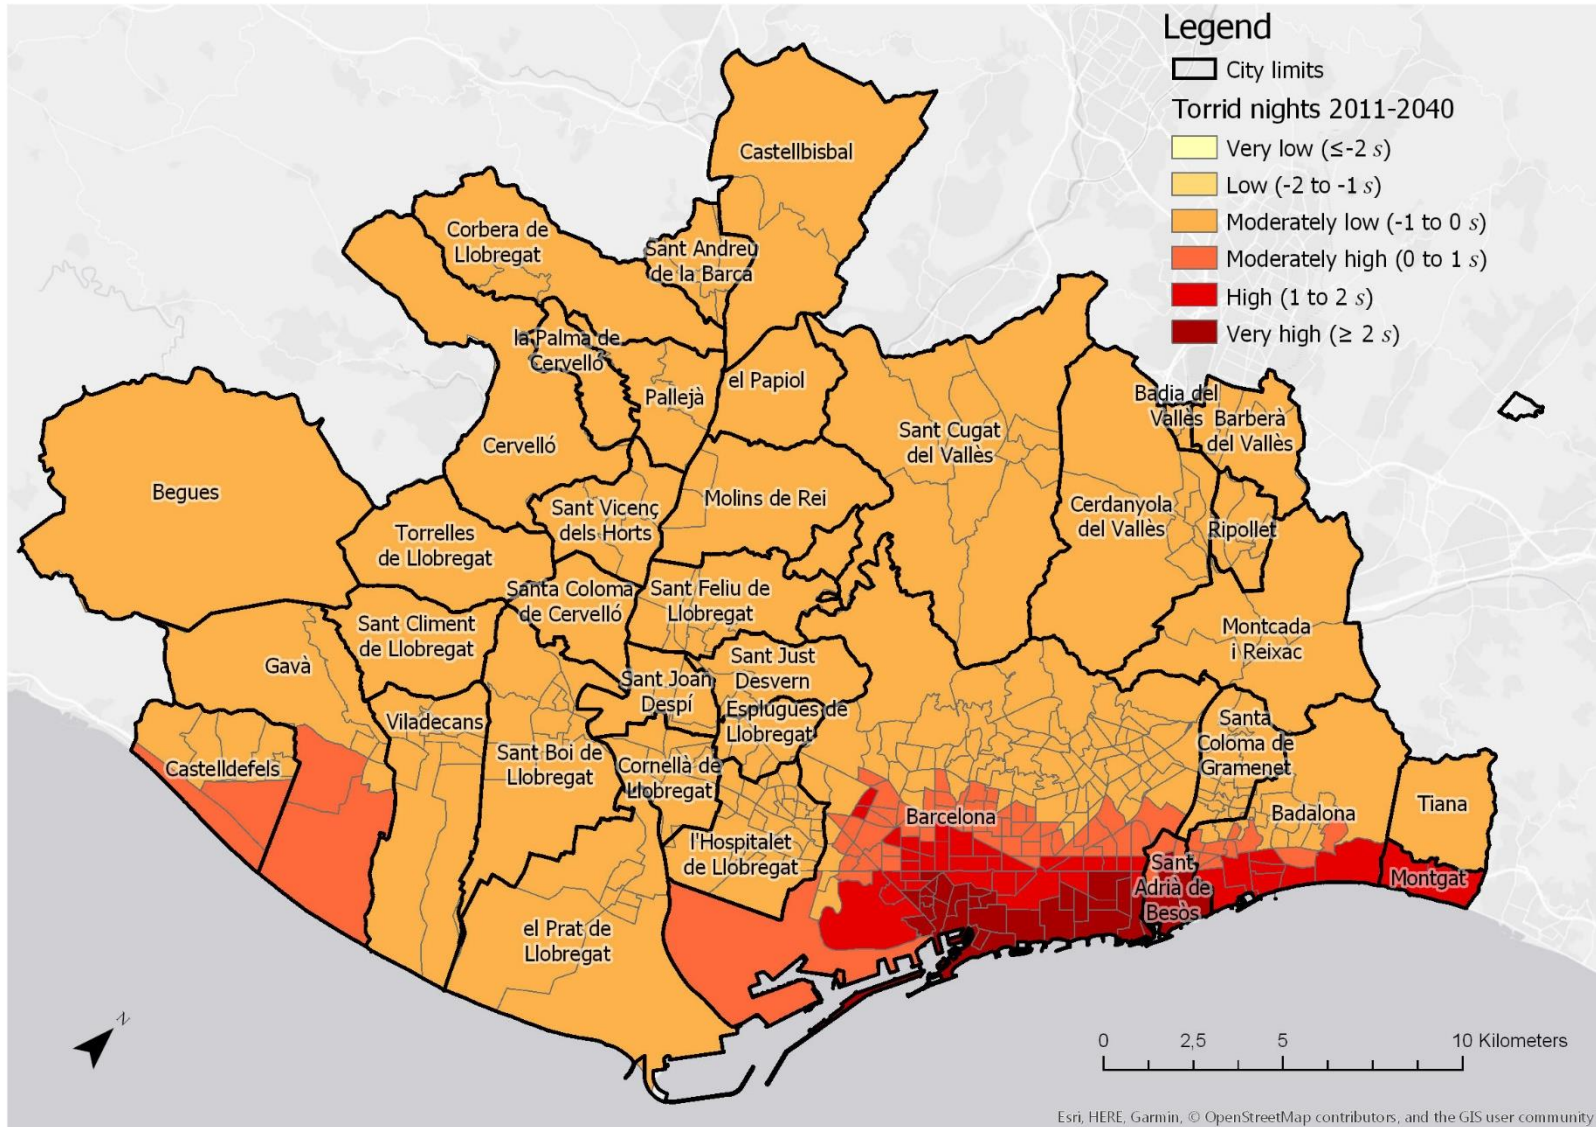 Legend
City limits
Torrid nights 2011-2040
Very low (≤-2 s)
Low (-2 to -1 s)
Moderately low (-1 to 0 s)
Moderately high (0 to 1 s)
High (1 to 2 s)
Very high (≥ 2 s)
Castellbisbal
Corbera de
Llobregat
Sant Andreu
de la Barca
la Palma de
Cervelló
Pallejà
el Papiol
Cervelló
Sant Cugat
del Vallès
Badia del
Vallès
Barberà
del Vallès
Begues
Torrelles
de Llobregat
Sant Vicenç
dels Horts
Molins de Rei
Cerdanyola
del Vallès
Ripollet
Santa Coloma
de Cervelló
Sant Feliu de
Llobregat
Sant Climent
de Llobregat
Montcada
i Reixac
Gavà
Sant Just
Desvern
Sant Joan
Despí
Esplugues de
Llobregat
Viladecans
Sant Boi de
Llobregat
Cornellà de
Llobregat
Santa
Coloma de
Gramenet
Castelldefels
l'Hospitalet
de Llobregat
Barcelona
Badalona
Tiana
Sant
Adrià de
Besòs
Montgat
el Prat de
Llobregat
N
0 2,5 5 10 Kilometers
Esri, HERE, Garmin, © OpenStreetMap contributors, and the GIS user community